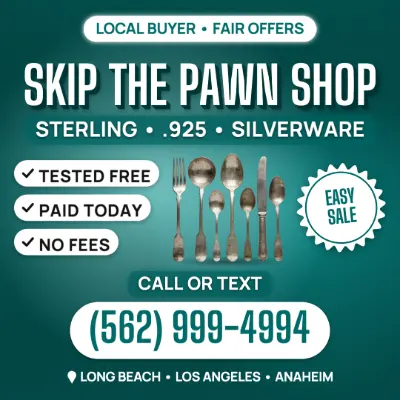 LOCAL BUYER • FAIR OFFERS
SKIP THE PAWN SHOP
STERLING • .925 • SILVERWARE
✓ TESTED FREE
✓ PAID TODAY
✓ NO FEES
EASY
SALE
CALL OR TEXT
(562) 999-4994
LONG BEACH • LOS ANGELES • ANAHEIM